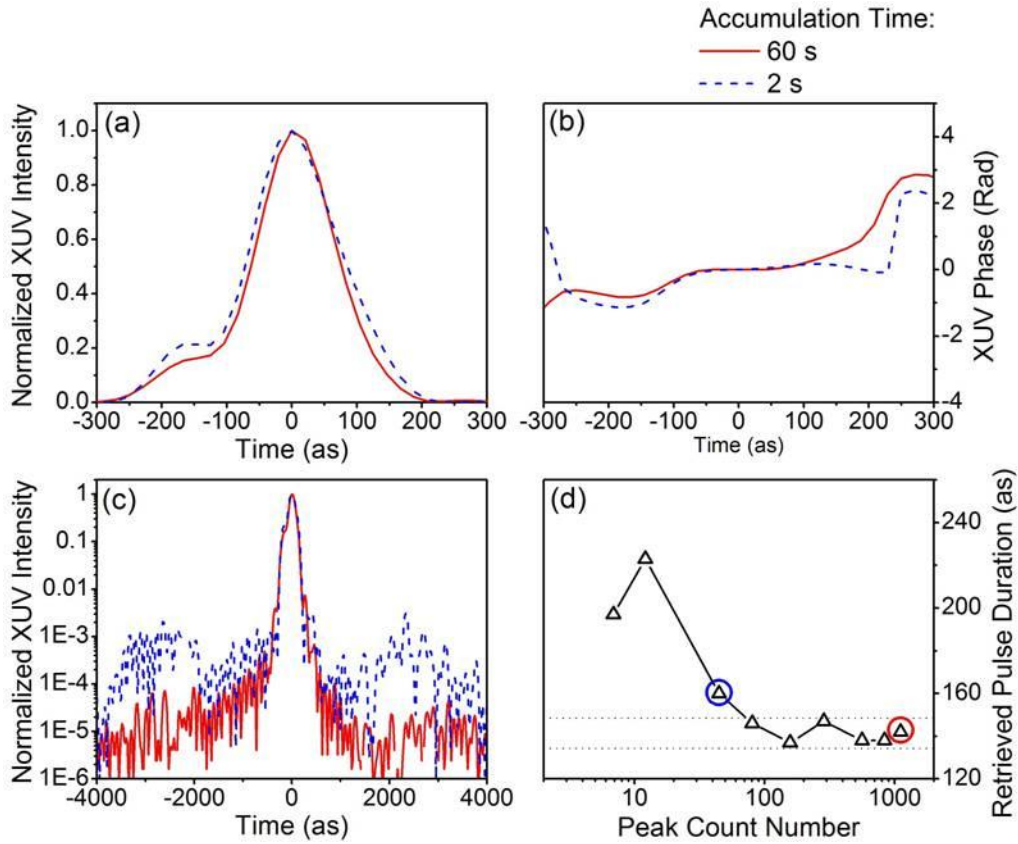 Accumulation Time:
60 s
2 s
(a)
Normalized XUV Intensity
1.0
0.8
0.6
0.4
0.2
0.0
-300 -200 -100 0 100 200 300
Time (as)
(b)
4
2
0
-2
-4
XUV Phase (Rad)
-300 -200 -100 0 100 200 300
Time (as)
(c)
Normalized XUV Intensity
1
0.1
0.01
1E-3
1E-4
1E-5
1E-6
-4000 -2000 0 2000 4000
Time (as)
(d)
240
200
160
120
Retrieved Pulse Duration (as)
10 100 1000
Peak Count Number